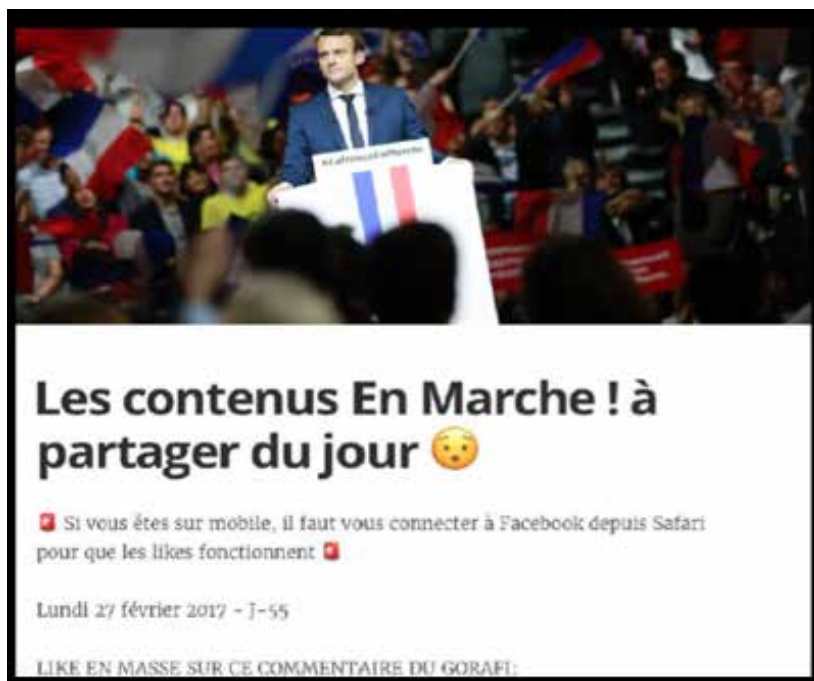 Les contenus En Marche ! à
partager du jour 😯
🚨 Si vous êtes sur mobile, il faut vous connecter à Facebook depuis Safari
pour que les likes fonctionnent 🚨
Lundi 27 février 2017 - J-55
LIKE EN MASSE SUR CE COMMENTAIRE DU GORAFI: